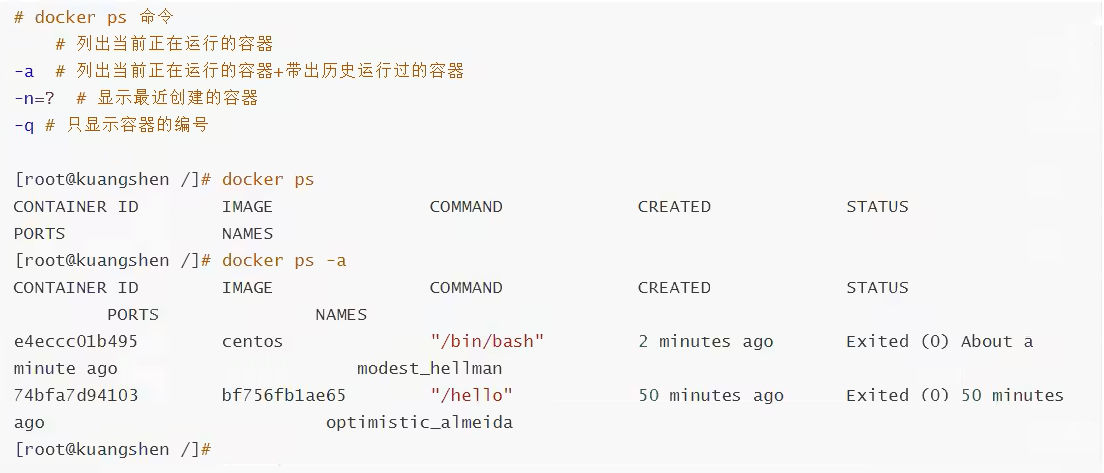 # docker ps 命令
# 列出当前正在运行的容器
-a # 列出当前正在运行的容器+带出历史运行过的容器
-n=? # 显示最近创建的容器
-q # 只显示容器的编号
[root@kuangshen /]# docker ps
CONTAINER ID IMAGE COMMAND CREATED STATUS
PORTS NAMES
[root@kuangshen /]# docker ps -a
CONTAINER ID IMAGE COMMAND CREATED STATUS
PORTS NAMES
e4eccc01b495 centos "/bin/bash" 2 minutes ago Exited (0) About a
minute ago modest_hellman
74bfa7d94103 bf756fb1ae65 "/hello" 50 minutes ago Exited (0) 50 minutes
ago optimistic_almeida
[root@kuangshen /]#